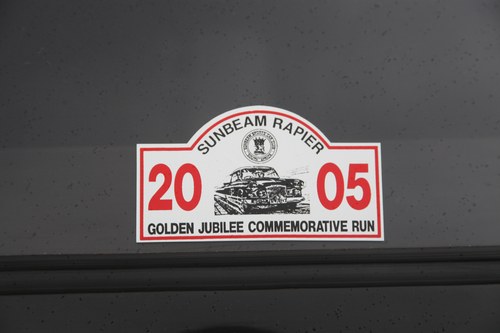 SUNBEAM RAPIER
20 05
GOLDEN JUBILEE COMMEMORATIVE RUN